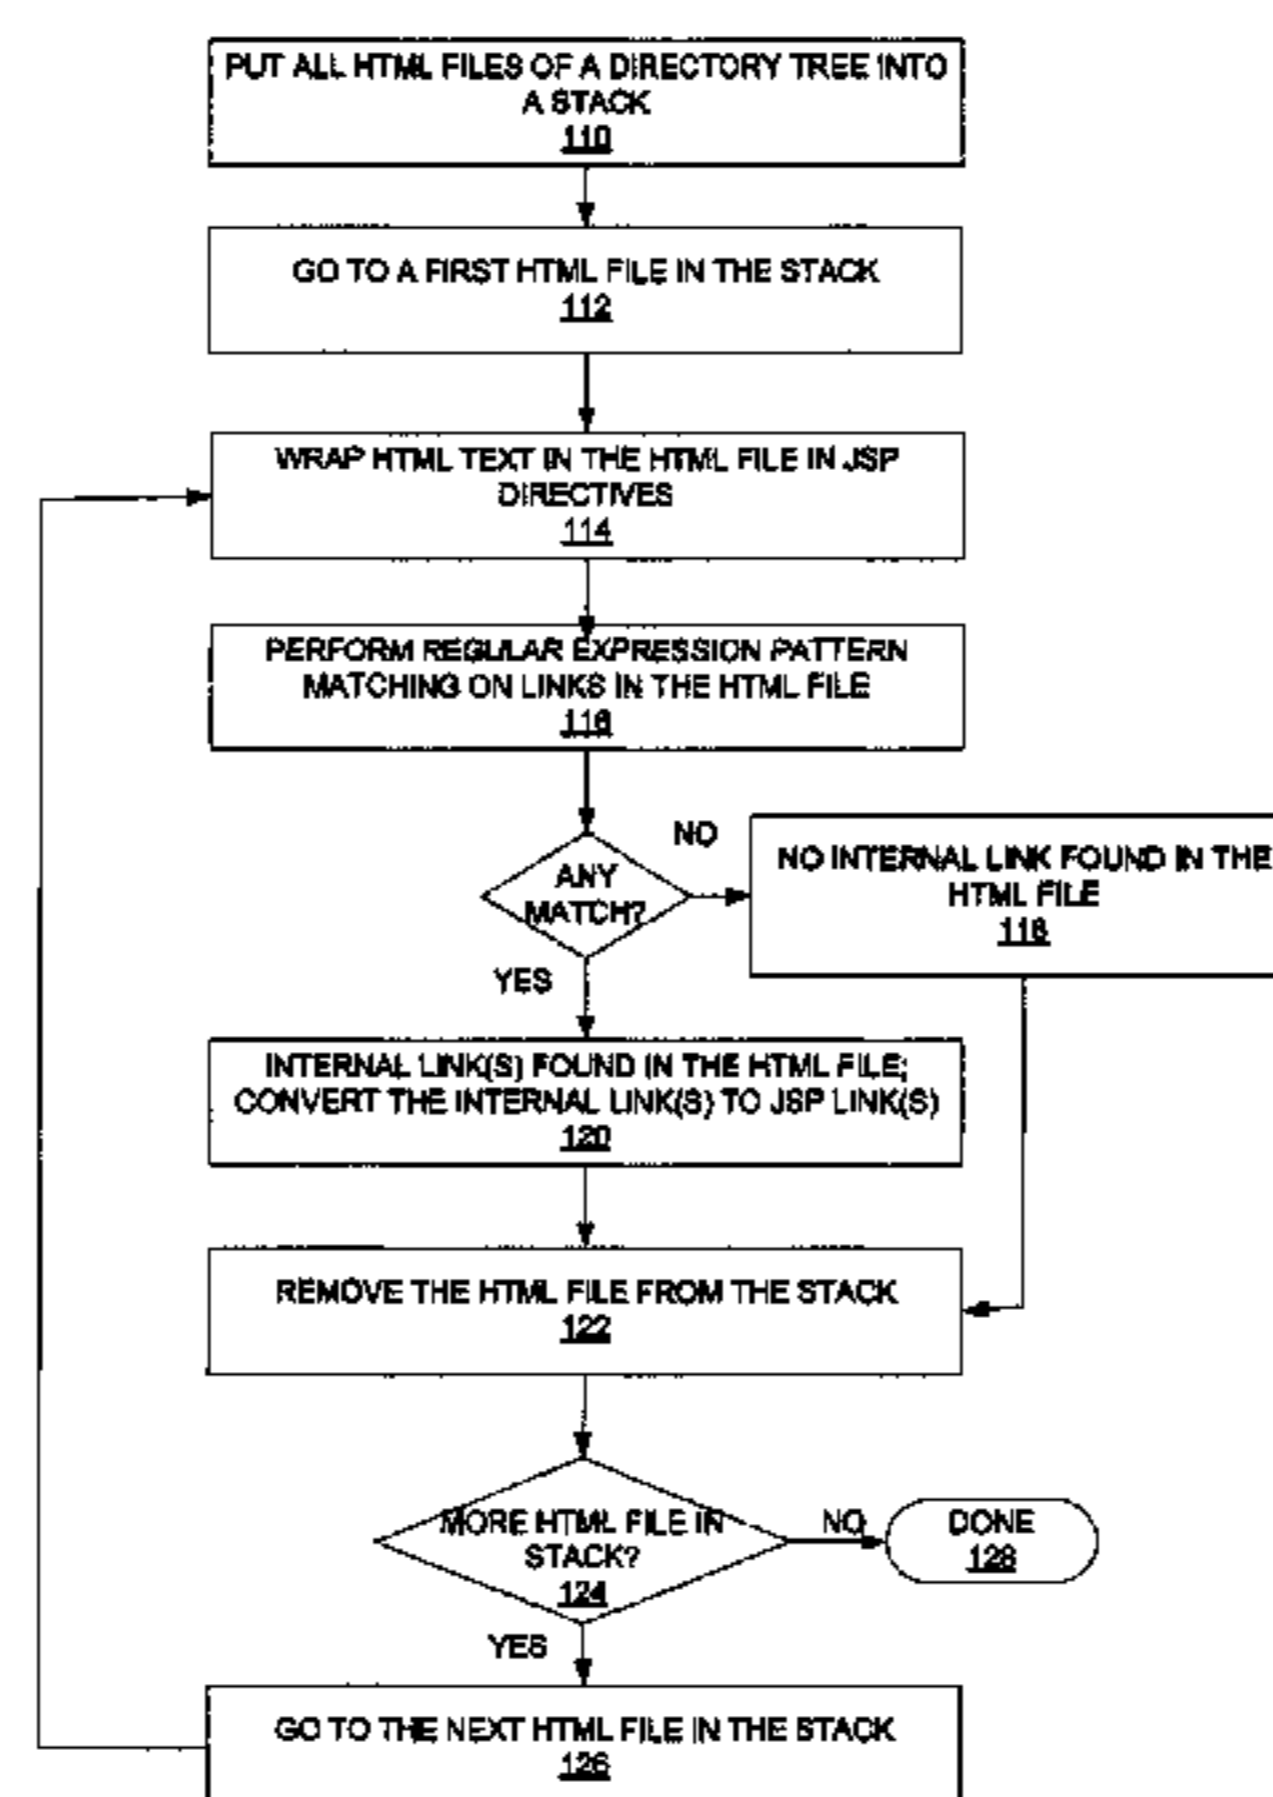 PUT ALL HTML FILES OF A DIRECTORY TREE INTO
A STACK
110
GO TO A FIRST HTML FILE IN THE STACK
112
WRAP HTML TEXT IN THE HTML FILE IN JSP
DIRECTIVES
114
PERFORM REGULAR EXPRESSION PATTERN
MATCHING ON LINKS IN THE HTML FILE
116
ANY
MATCH?
NO
NO INTERNAL LINK FOUND IN THE
HTML FILE
118
YES
INTERNAL LINK(S) FOUND IN THE HTML FILE;
CONVERT THE INTERNAL LINK(S) TO JSP LINK(S)
120
REMOVE THE HTML FILE FROM THE STACK
122
MORE HTML FILE IN
STACK?
124
NO
DONE
128
YES
GO TO THE NEXT HTML FILE IN THE STACK
126